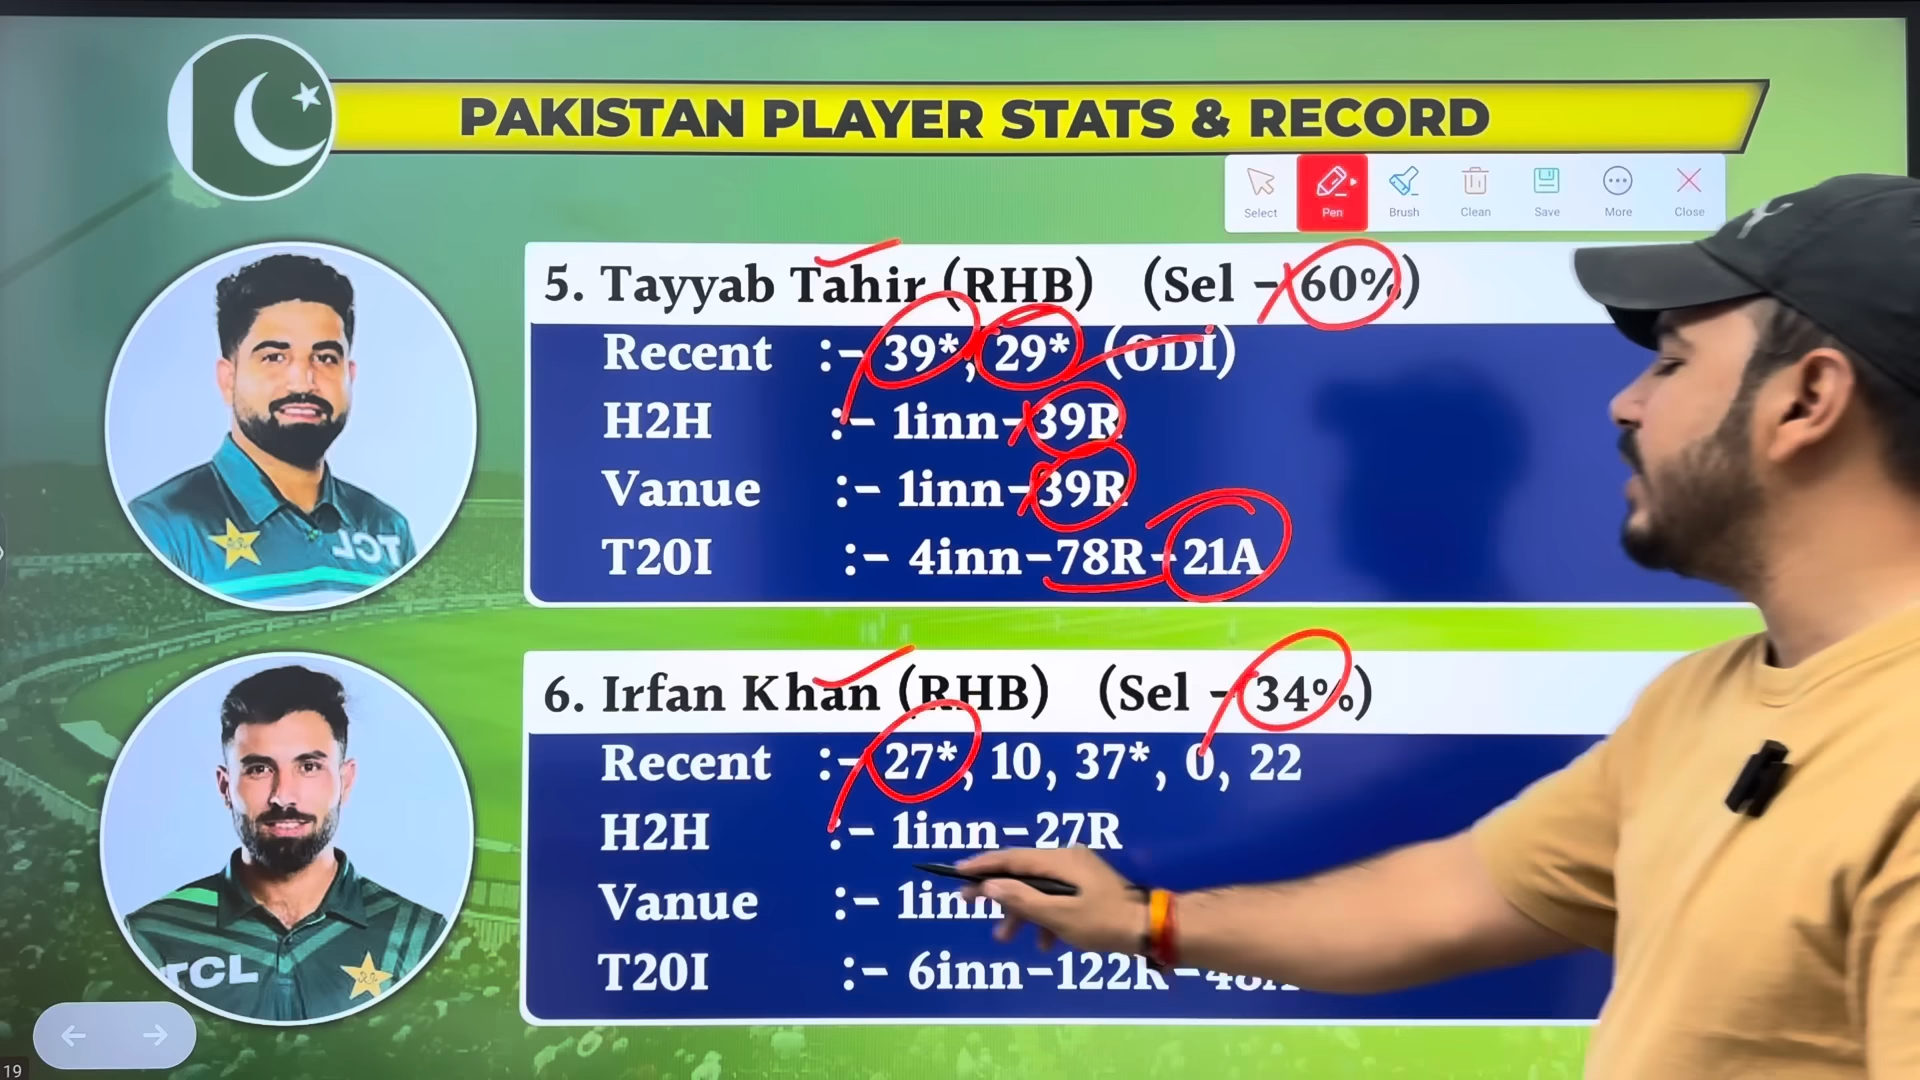 PAKISTAN PLAYER STATS & RECORD
Select Pen Brush Clean Save More Close
5. Tayyab Tahir (RHB) (Sel - 60%)
Recent :- 39*, 29* (ODI)
H2H :- 1inn-39R
Vanue :- 1inn-39R
T20I :- 4inn-78R-21A
TCL
6. Irfan Khan (RHB) (Sel - 34%)
Recent :- 27*, 10, 37*, 0, 22
H2H :- 1inn-27R
Vanue :- 1inn
T20I :- 6inn-122R
TCL
19